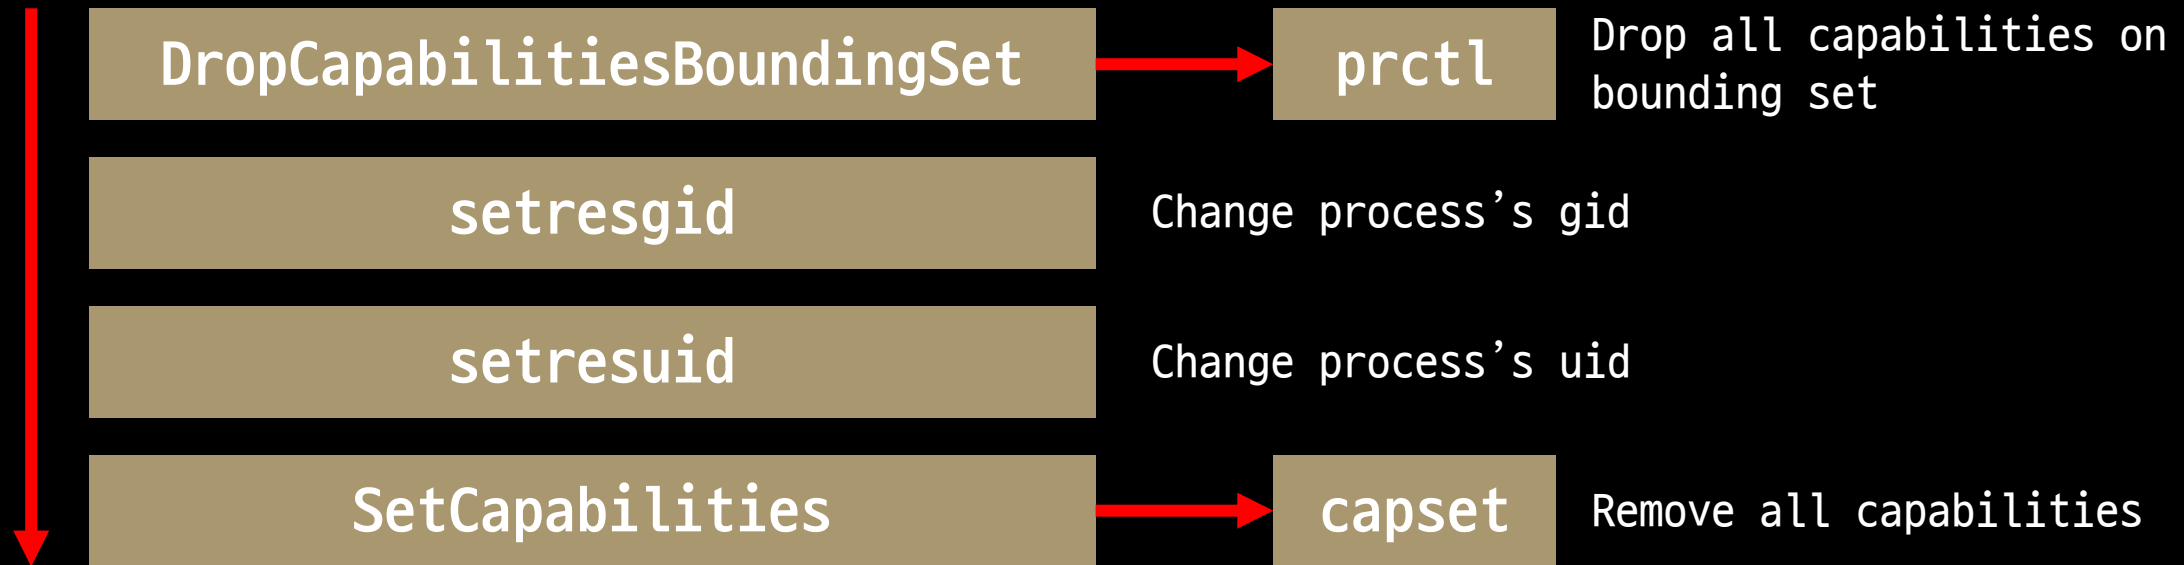 DropCapabilitiesBoundingSet
prctl
Drop all capabilities on
bounding set
setresgid
Change process’s gid
setresuid
Change process’s uid
SetCapabilities
capset
Remove all capabilities